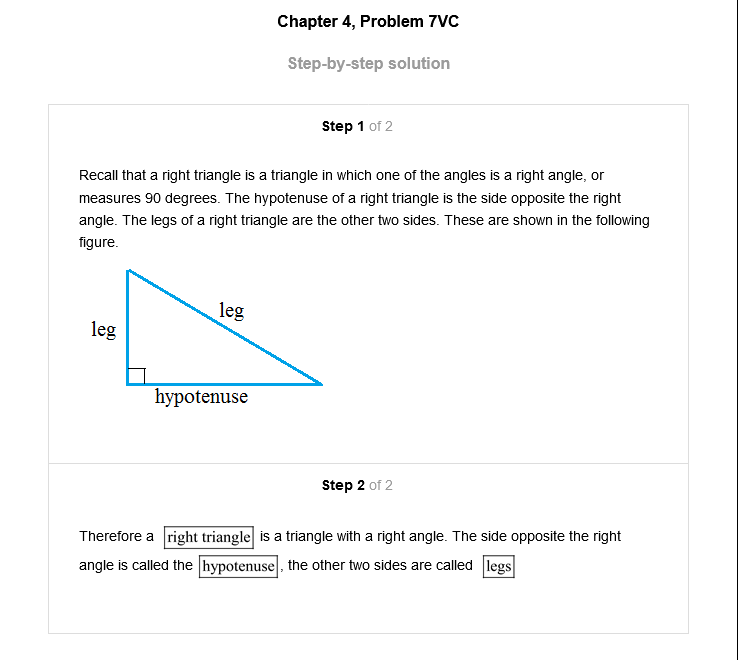 Chapter 4, Problem 7VC
Step-by-step solution
Step 1 of 2
Recall that a right triangle is a triangle in which one of the angles is a right angle, or
measures 90 degrees. The hypotenuse of a right triangle is the side opposite the right
angle. The legs of a right triangle are the other two sides. These are shown in the following
figure.
leg
leg
hypotenuse
Step 2 of 2
Therefore a right triangle is a triangle with a right angle. The side opposite the right
angle is called the hypotenuse, the other two sides are called legs